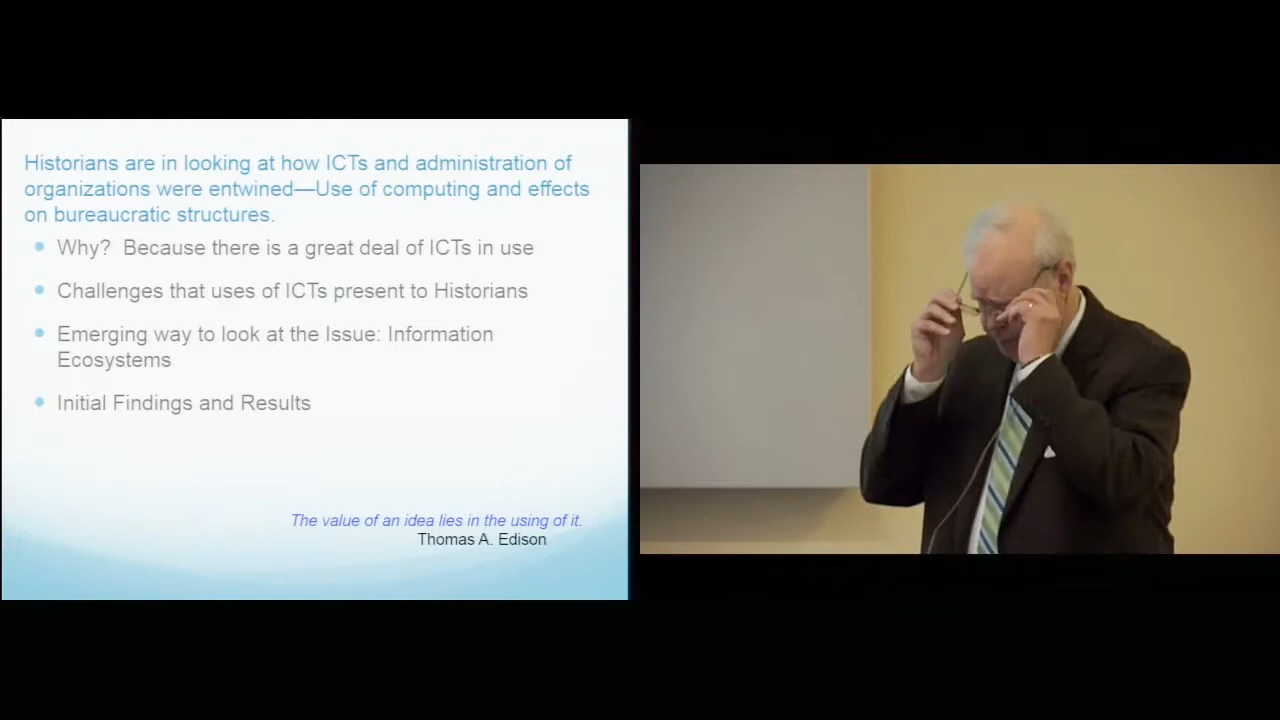 Historians are in looking at how ICTs and administration of
organizations were entwined—Use of computing and effects
on bureaucratic structures.
Why?  Because there is a great deal of ICTs in use
Challenges that uses of ICTs present to Historians
Emerging way to look at the Issue: Information
Ecosystems
Initial Findings and Results
The value of an idea lies in the using of it.
Thomas A. Edison